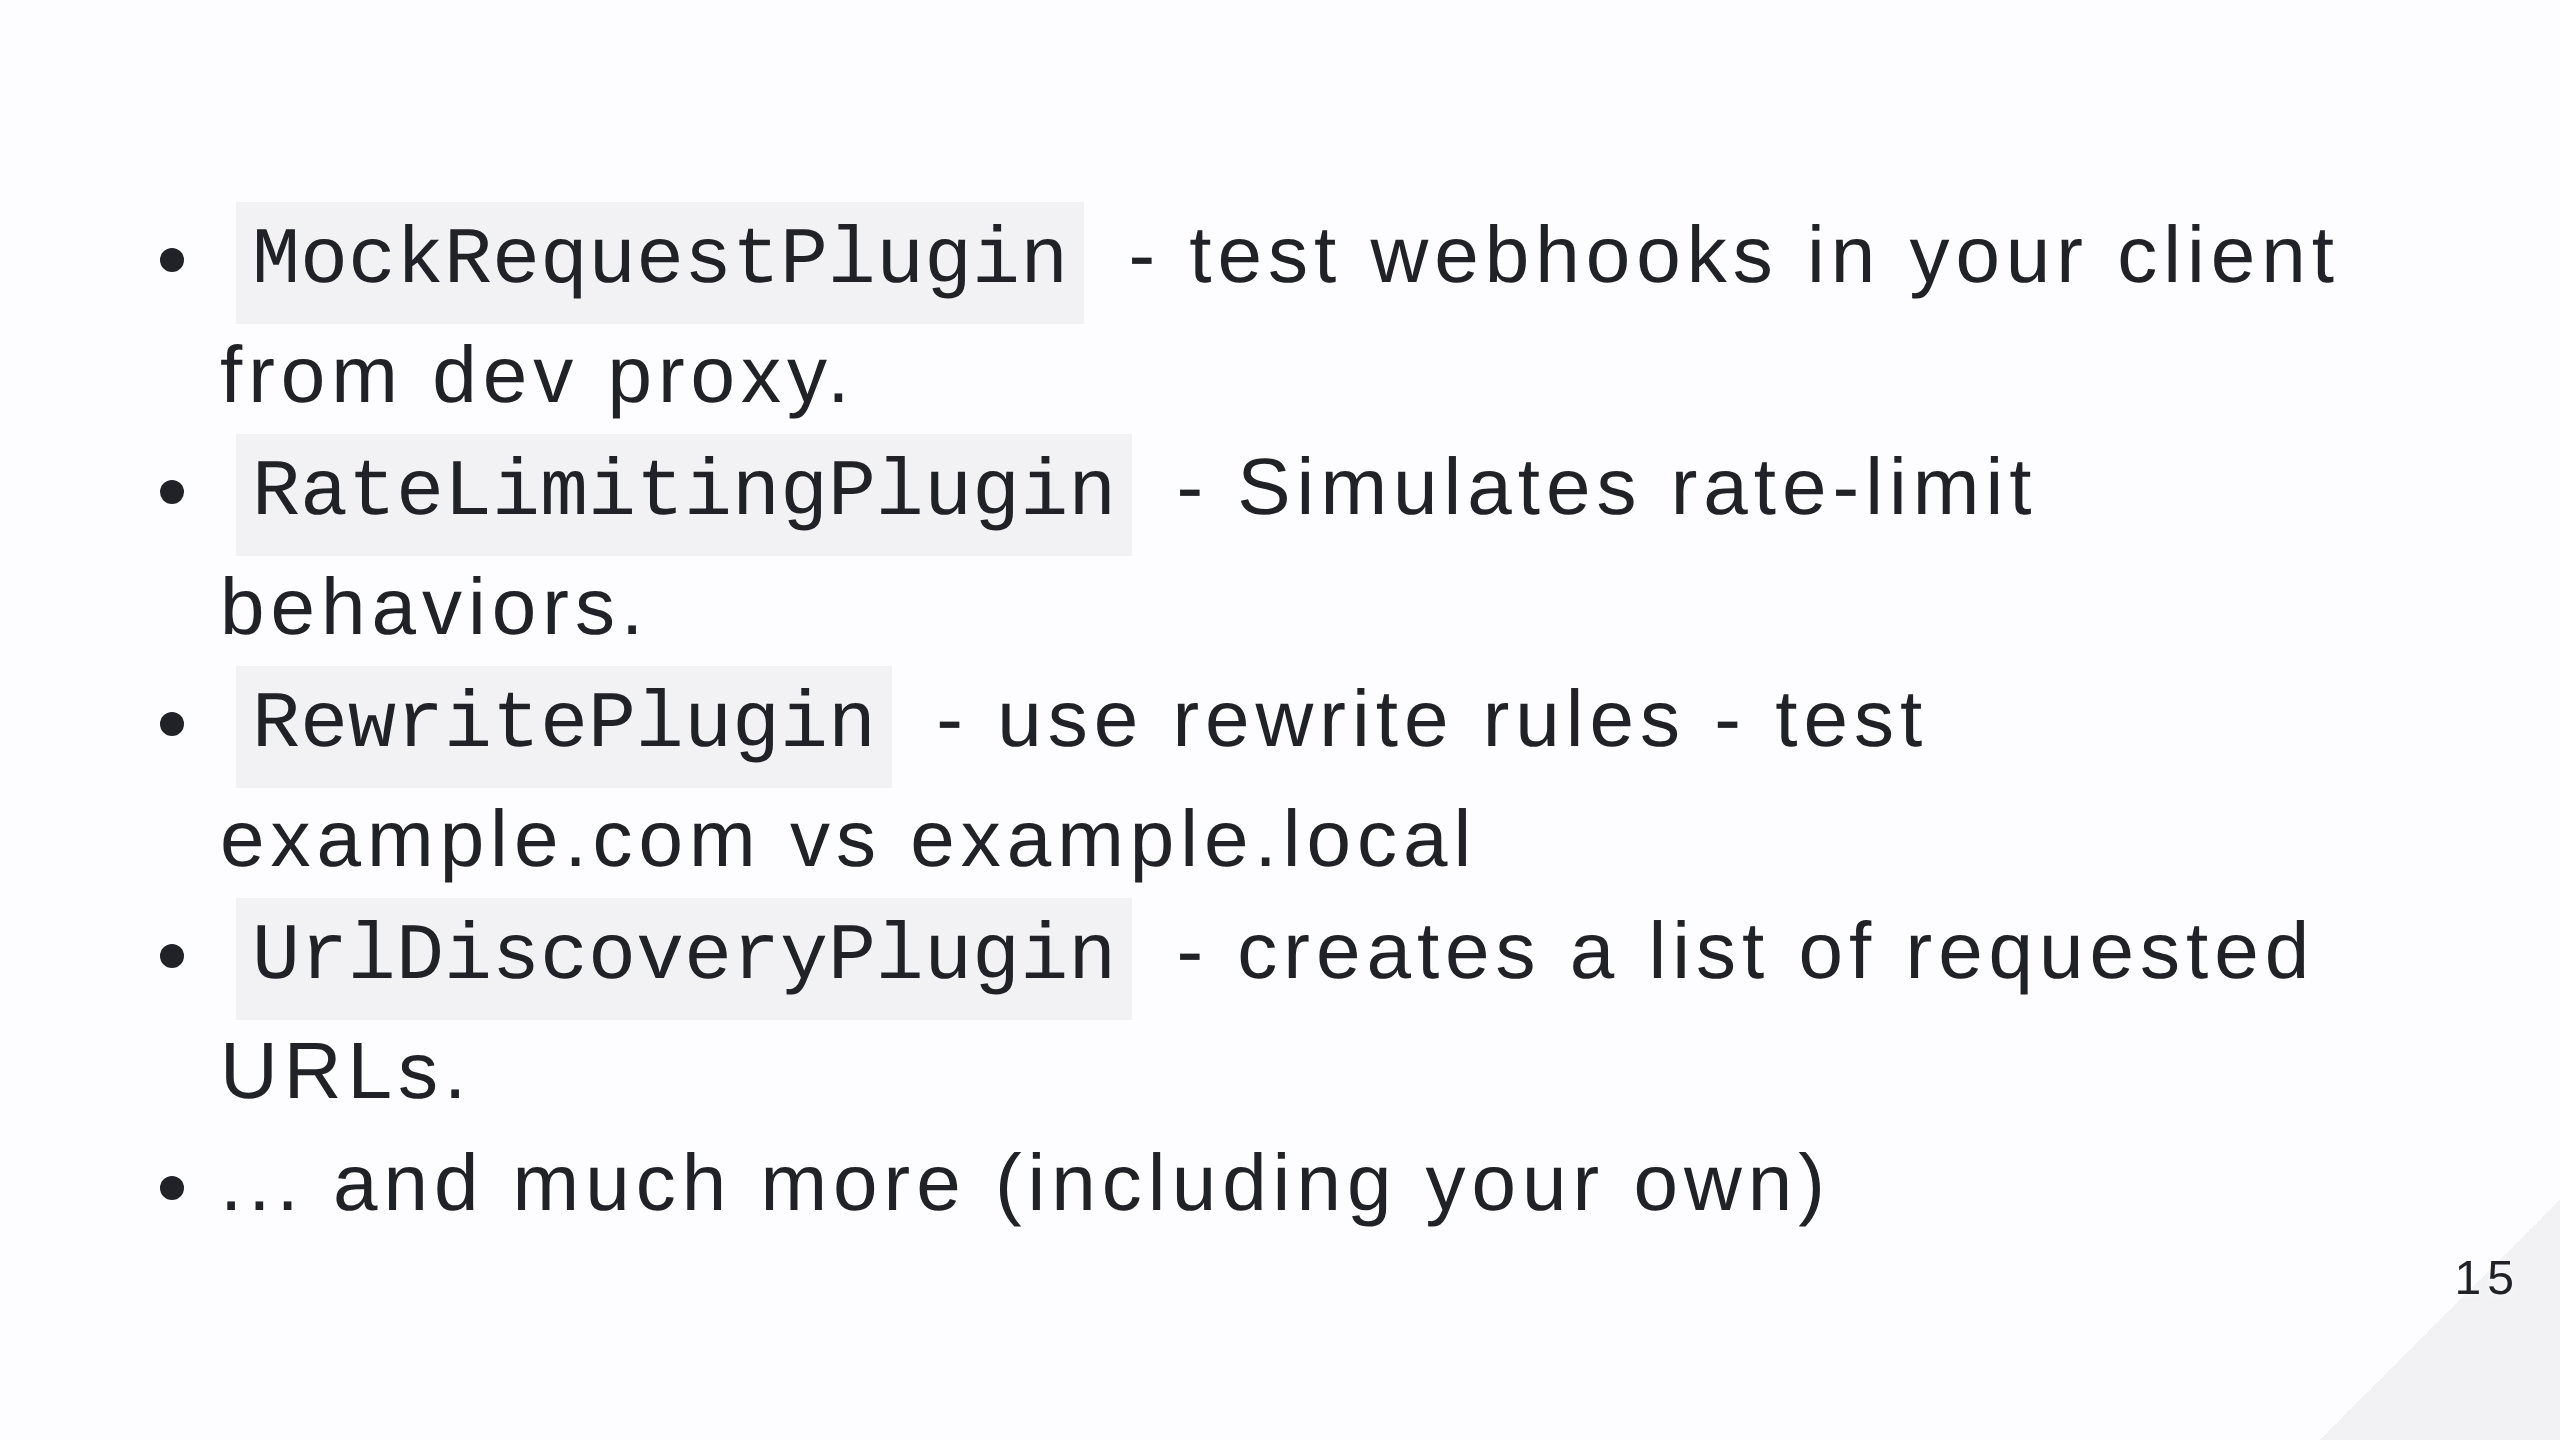 MockRequestPlugin - test webhooks in your client
from dev proxy.
RateLimitingPlugin - Simulates rate-limit
behaviors.
RewritePlugin - use rewrite rules - test
example.com vs example.local
UrlDiscoveryPlugin - creates a list of requested
URLs.
... and much more (including your own)
15